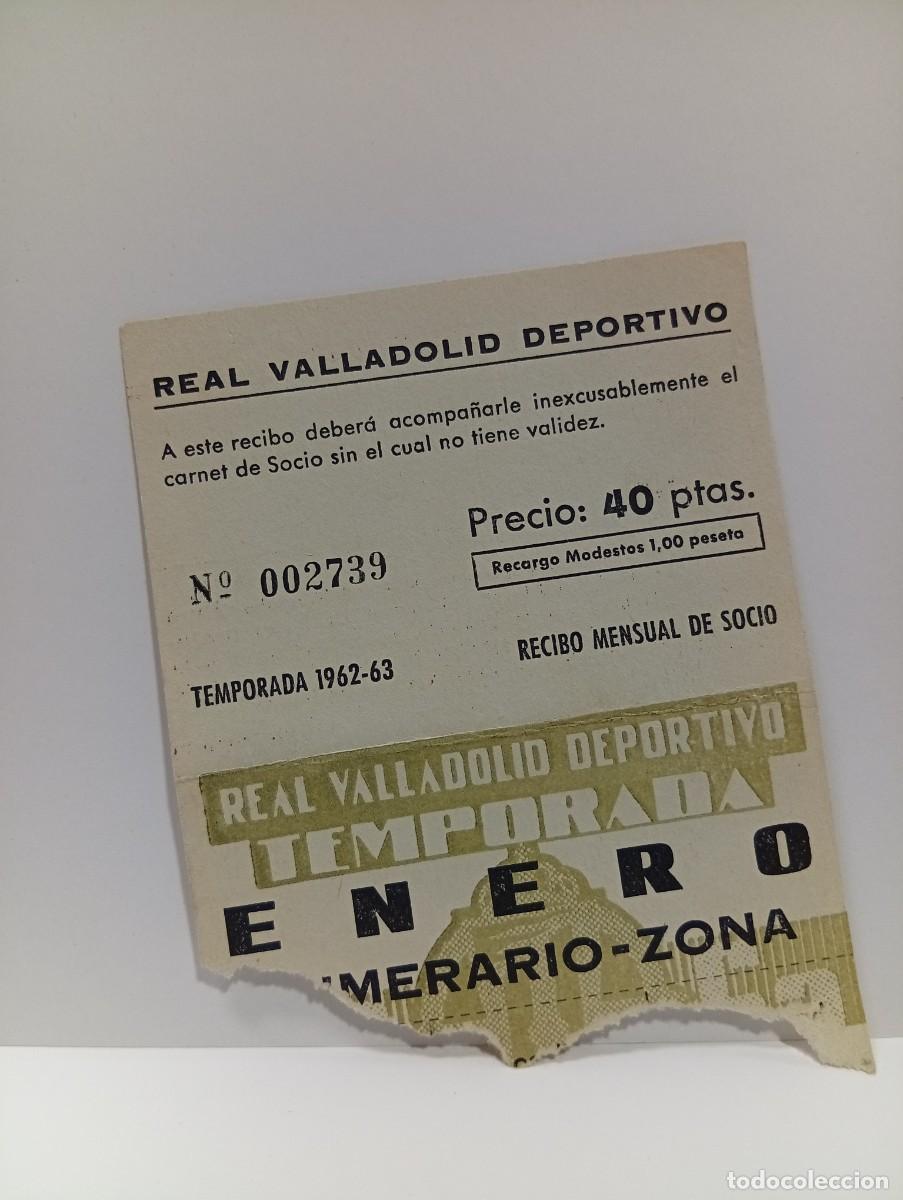 REAL VALLADOLID DEPORTIVO
A este recibo deberá acompañarle inexcusablemente el
carnet de Socio sin el cual no tiene validez.
Precio: 40 ptas.
Recargo Modestos 1,00 peseta
Nº 002739
TEMPORADA 1962-63
RECIBO MENSUAL DE SOCIO
REAL VALLADOLID DEPORTIVO
TEMPORADA
ENERO
UMERARIO-ZONA
todocoleccion